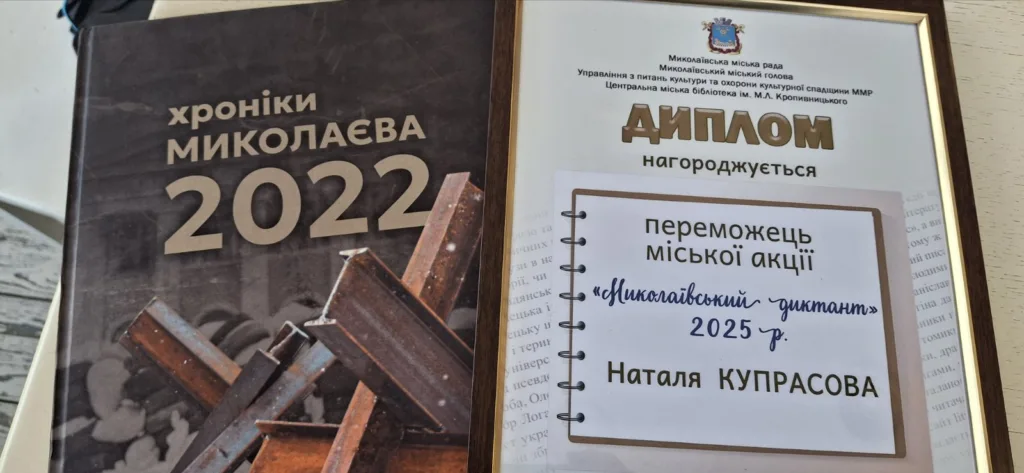 хроніки
МИКОЛАЄВА
2022
Миколаївська міська рада
Миколаївський міський голова
Управління з питань культури та охорони культурної спадщини ММР
Центральна міська бібліотека ім. М.Л. Кропивницького
ДИПЛОМ
нагороджується
переможець
міської акції
«Миколаївський диктант»
2025 р.
Наталя КУПРАСОВА